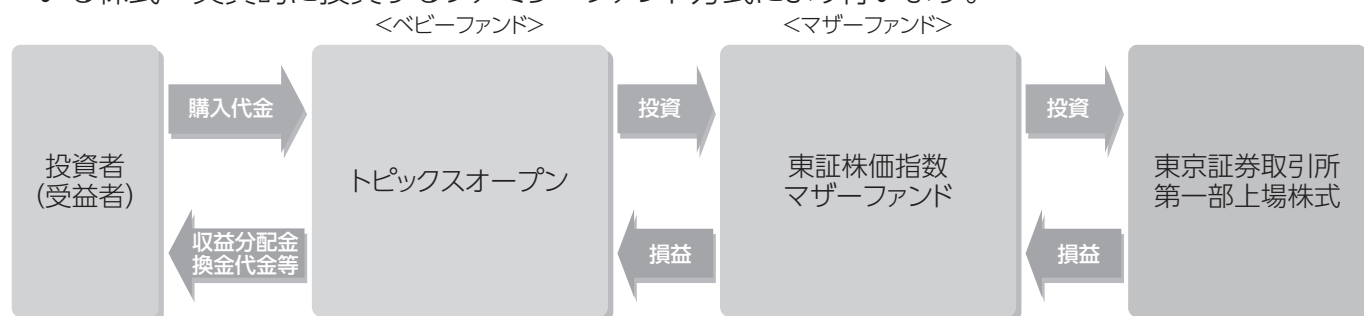 <ベビーファンド>
<マザーファンド>
購入代金
投資
投資
投資者
(受益者)
トピックスオープン
東証株価指数
マザーファンド
東京証券取引所
第一部上場株式
収益分配金
換金代金等
損益
損益